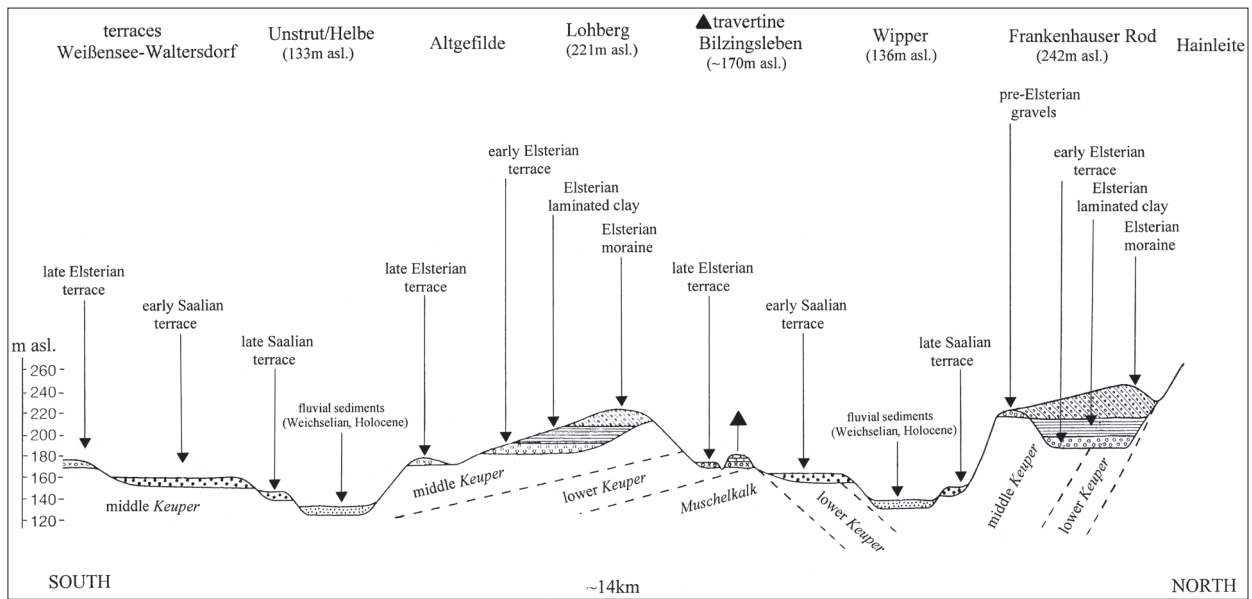 terraces
Weißensee-Waltersdorf
Unstrut/Helbe
(133m asl.)
Altgefilde
Lohberg
(221m asl.)
travertine
Bilzingsleben
(~170m asl.)
Wipper
(136m asl.)
Frankenhauser Rod
(242m asl.)
Hainleite
pre-Elsterian
gravels
early Elsterian
terrace
Elsterian
laminated clay
Elsterian
moraine
early Elsterian
terrace
Elsterian
laminated clay
Elsterian
moraine
late Elsterian
terrace
early Saalian
terrace
late Saalian
terrace
fluvial sediments
(Weichselian, Holocene)
late Elsterian
terrace
late Elsterian
terrace
early Saalian
terrace
fluvial sediments
(Weichselian, Holocene)
late Saalian
terrace
m asl.
260
240
220
200
180
160
140
120
middle Keuper
middle Keuper
lower Keuper
Muschelkalk
lower Keuper
middle Keuper
lower Keuper
SOUTH
~14km
NORTH